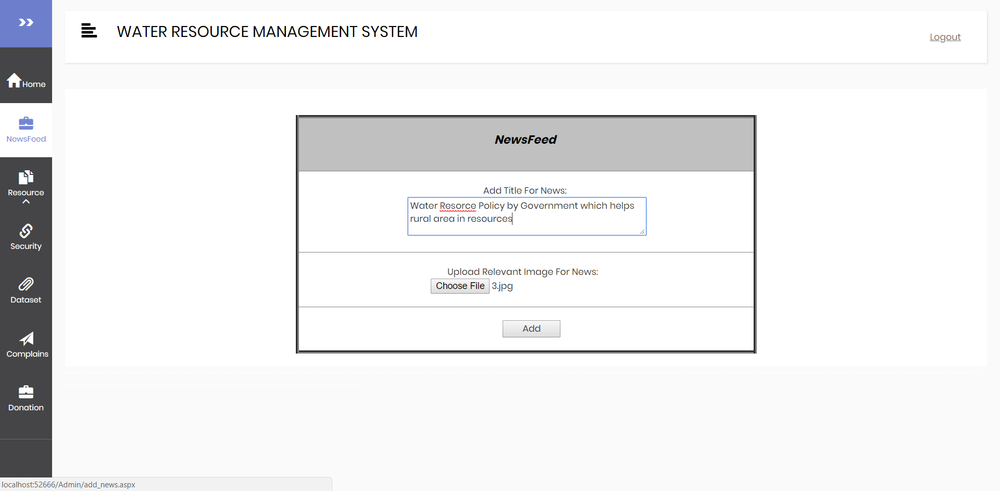 WATER RESOURCE MANAGEMENT SYSTEM
Logout
Home
NewsFeed
Resource
Security
Dataset
Complains
Donation
NewsFeed
Add Title For News:
Water Resorce Policy by Government which helps
rural area in resources
Upload Relevant Image For News:
Choose File 3.jpg
Add
localhost:52666/Admin/add_news.aspx